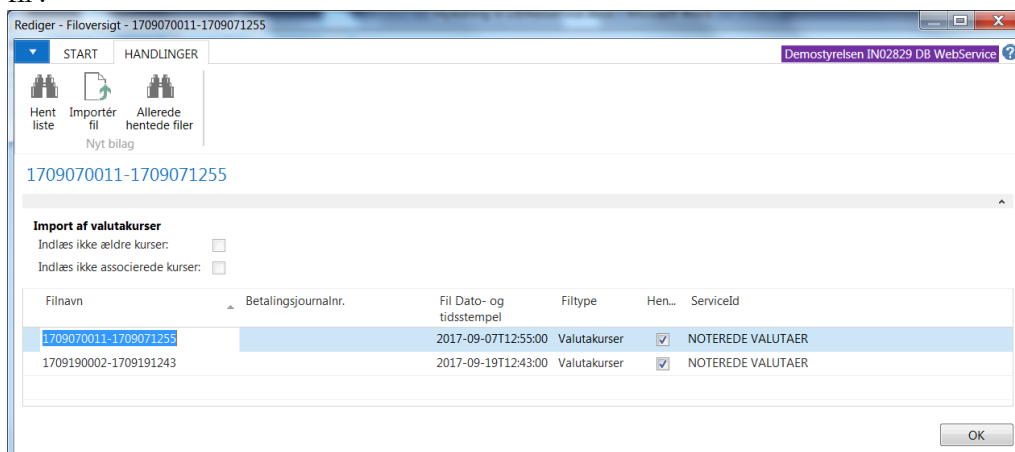 Rediger - Filoversigt - 1709070011-1709071255
START HANDLINGER
Demostyrelsen IN02829 DB WebService
Hent liste
Importér fil
Allerede hentede filer
Nyt bilag
1709070011-1709071255
Import af valutakurser
Indlæs ikke ældre kurser:
Indlæs ikke associerede kurser:
Filnavn Betalingsjournalnr. Fil Dato- og tidsstempel Filtype Hen... ServiceId
1709070011-1709071255 2017-09-07T12:55:00 Valutakurser NOTEREDE VALUTAER
1709190002-1709191243 2017-09-19T12:43:00 Valutakurser NOTEREDE VALUTAER
OK